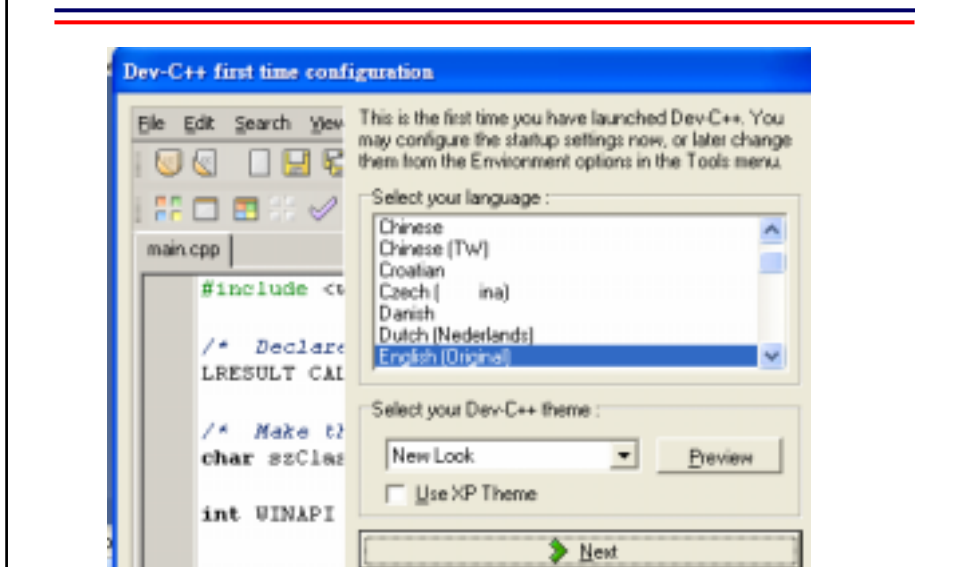 Dev-C++ first time configuration
File Edit Search View
This is the first time you have launched Dev-C++. You
may configure the startup settings now, or later change
them from the Environment options in the Tools menu.
Select your language :
Chinese
Chinese (TW)
Croatian
Czech ( ina)
Danish
Dutch (Nederlands)
English (Original)
main.cpp
#include <w
/* Declare
LRESULT CAL
/* Make th
char szClas
int WINAPI
Select your Dev-C++ theme :
New Look
Preview
Use XP Theme
Next